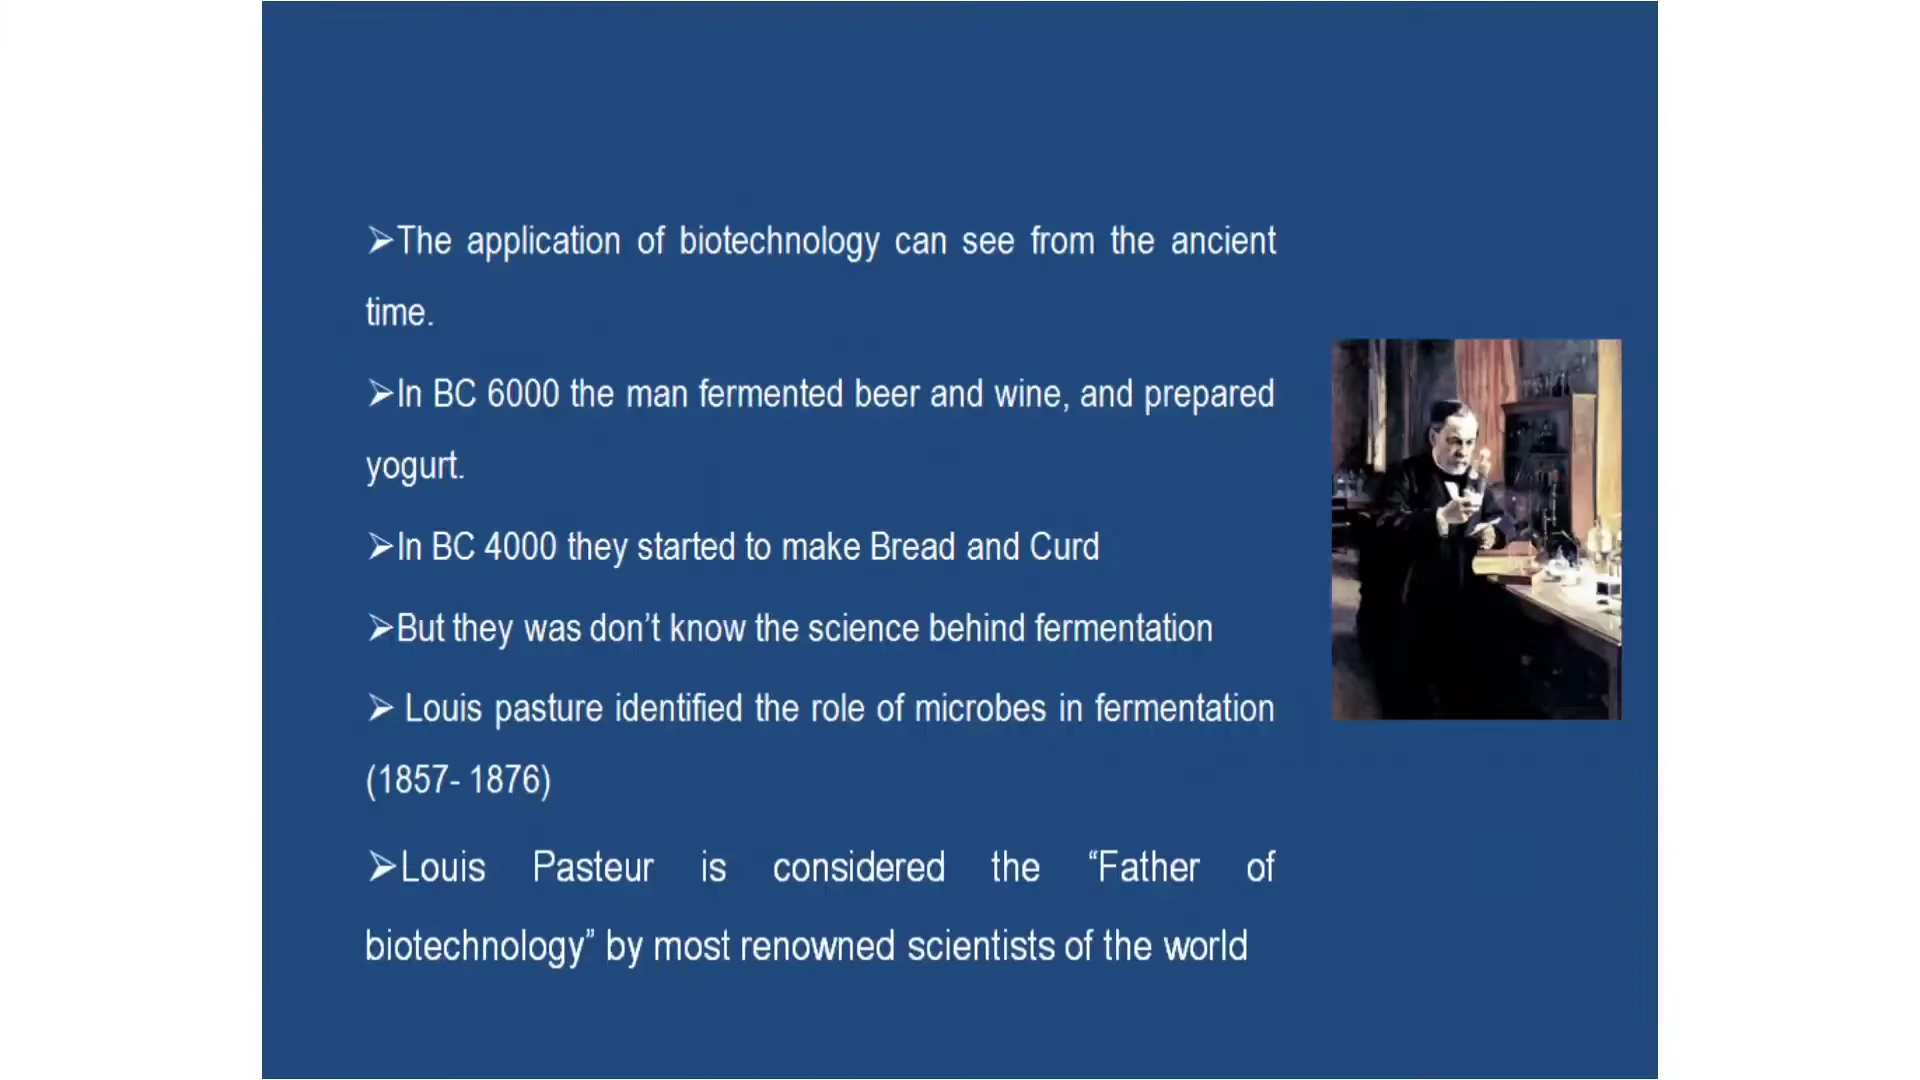 ➢The application of biotechnology can see from the ancient
time.
➢In BC 6000 the man fermented beer and wine, and prepared
yogurt.
➢In BC 4000 they started to make Bread and Curd
➢But they was don’t know the science behind fermentation
➢ Louis pasture identified the role of microbes in fermentation
(1857- 1876)
➢Louis Pasteur is considered the “Father of
biotechnology” by most renowned scientists of the world